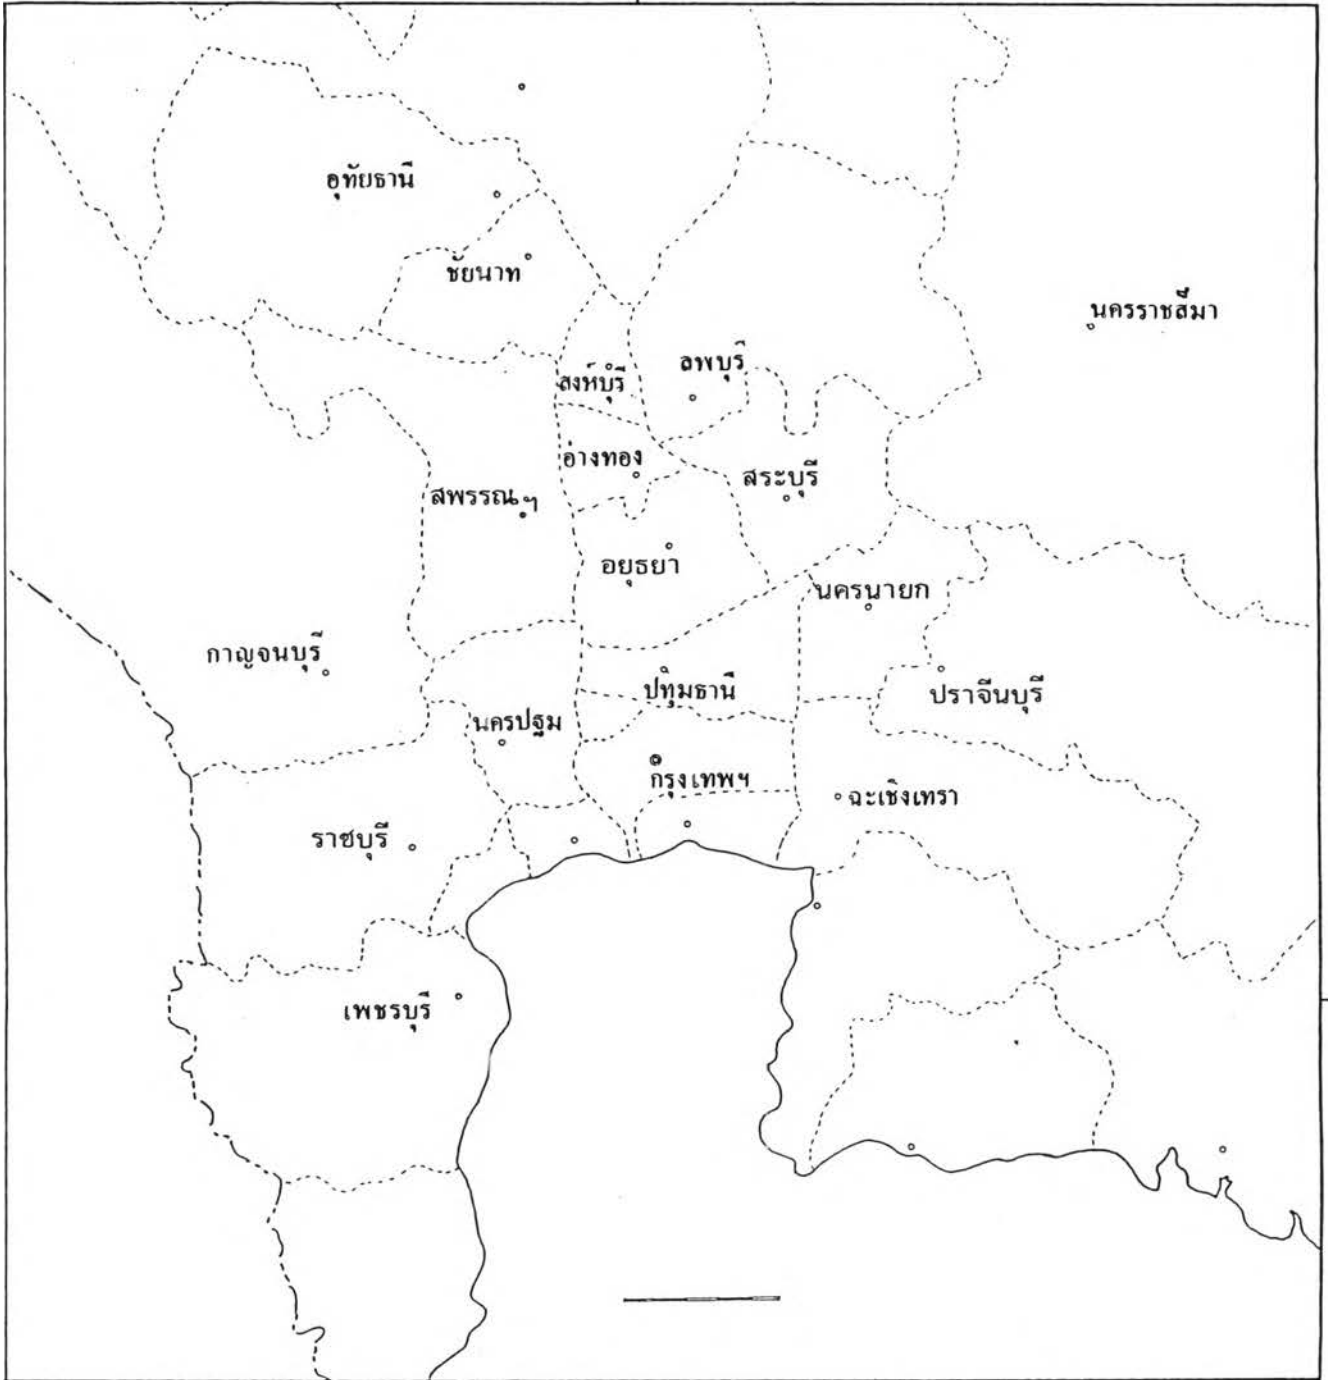 อุทัยธานี
ชัยนาท
นครราชสีมา
ลพบุรี
สิงห์บุรี
อ่างทอง
สระบุรี
สุพรรณฯ
อยุธยา
นครนายก
กาญจนบุรี
ปทุมธานี
ปราจีนบุรี
นครปฐม
กรุงเทพฯ
ฉะเชิงเทรา
ราชบุรี
เพชรบุรี